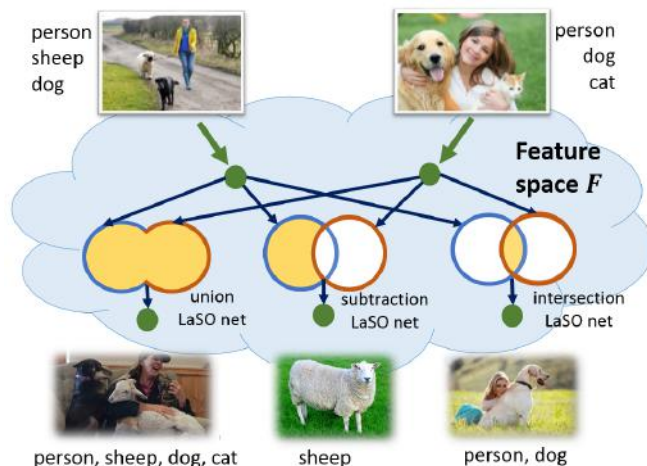 person
sheep
dog
person
dog
cat
Feature
space F
union
LaSO net
subtraction
LaSO net
intersection
LaSO net
person, sheep, dog, cat
sheep
person, dog